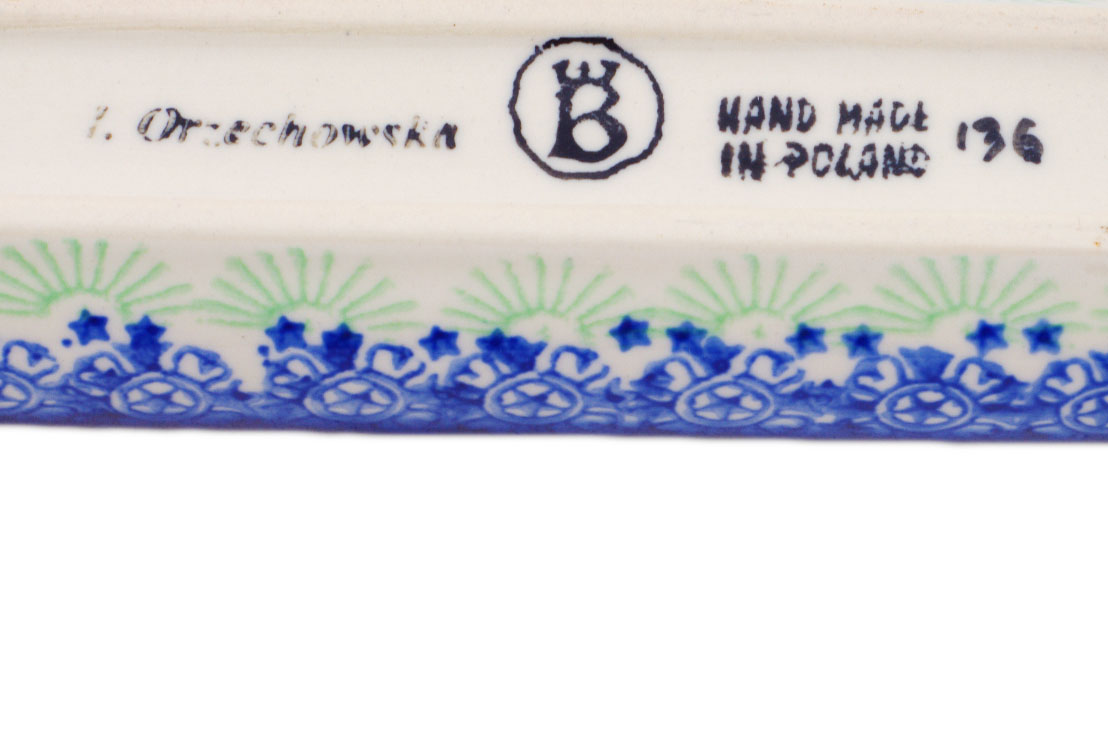 I. Orzechowska
B
HAND MADE
IN POLAND
136